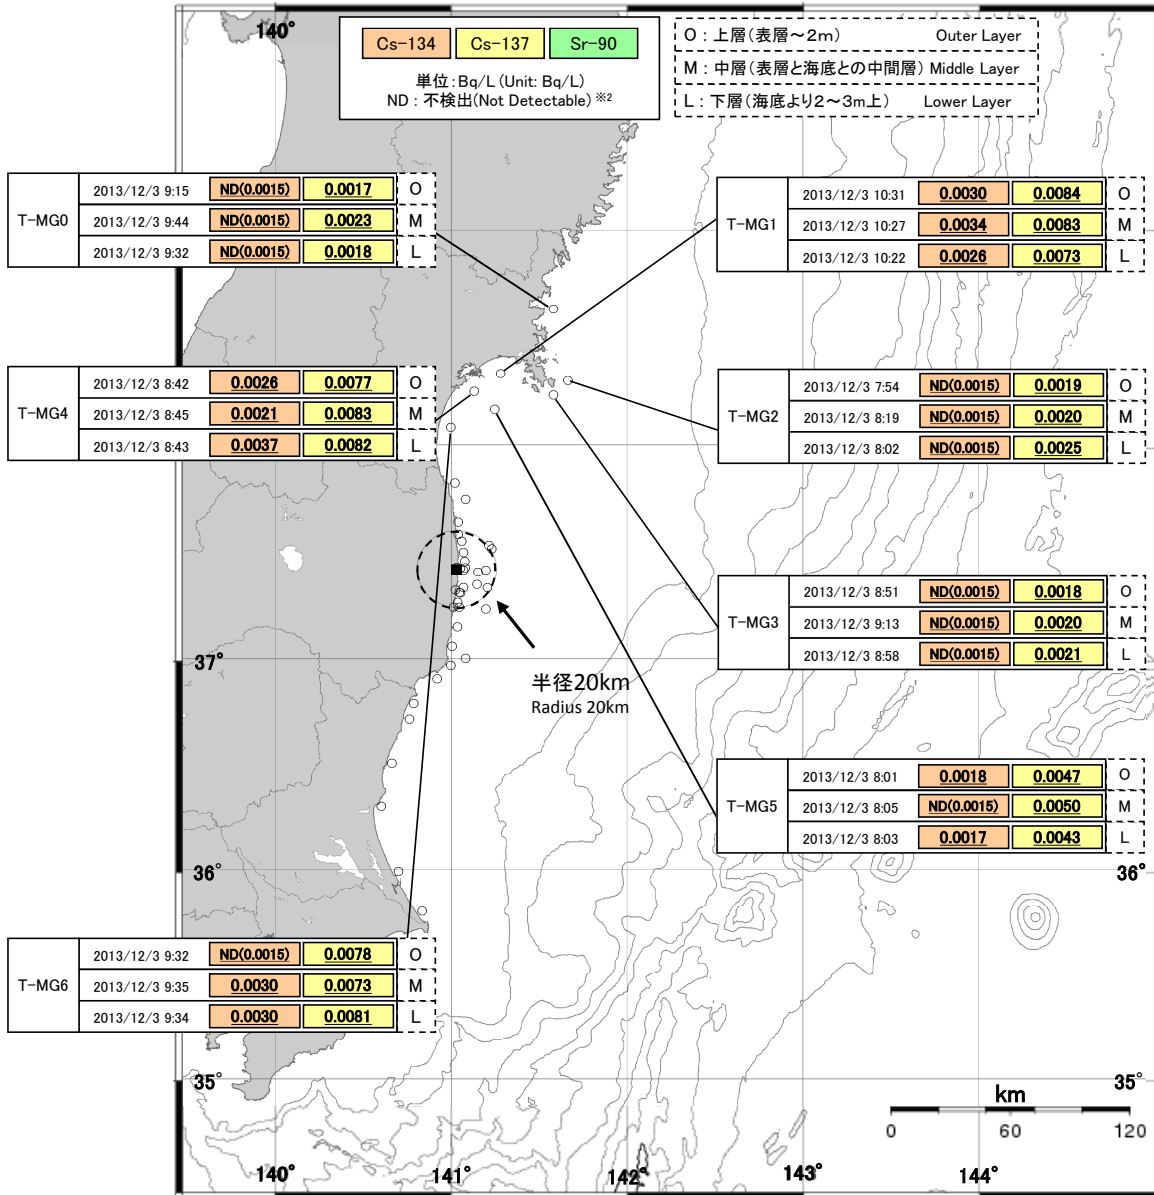 140°
Cs-134 Cs-137 Sr-90
単位:Bq/L (Unit: Bq/L)
ND:不検出(Not Detectable) ※2
O:上層(表層~2m) Outer Layer
M:中層(表層と海底との中間層) Middle Layer
L:下層(海底より2~3m上) Lower Layer
T-MG0
2013/12/3 9:15 ND(0.0015) 0.0017 O
2013/12/3 9:44 ND(0.0015) 0.0023 M
2013/12/3 9:32 ND(0.0015) 0.0018 L
T-MG1
2013/12/3 10:31 0.0030 0.0084 O
2013/12/3 10:27 0.0034 0.0083 M
2013/12/3 10:22 0.0026 0.0073 L
T-MG4
2013/12/3 8:42 0.0026 0.0077 O
2013/12/3 8:45 0.0021 0.0083 M
2013/12/3 8:43 0.0037 0.0082 L
T-MG2
2013/12/3 7:54 ND(0.0015) 0.0019 O
2013/12/3 8:19 ND(0.0015) 0.0020 M
2013/12/3 8:02 ND(0.0015) 0.0025 L
T-MG3
2013/12/3 8:51 ND(0.0015) 0.0018 O
2013/12/3 9:13 ND(0.0015) 0.0020 M
2013/12/3 8:58 ND(0.0015) 0.0021 L
37°
半径20km
Radius 20km
T-MG5
2013/12/3 8:01 0.0018 0.0047 O
2013/12/3 8:05 ND(0.0015) 0.0050 M
2013/12/3 8:03 0.0017 0.0043 L
36° 36°
T-MG6
2013/12/3 9:32 ND(0.0015) 0.0078 O
2013/12/3 9:35 0.0030 0.0073 M
2013/12/3 9:34 0.0030 0.0081 L
35° 35°
km
0 60 120
140° 141° 142° 143° 144°